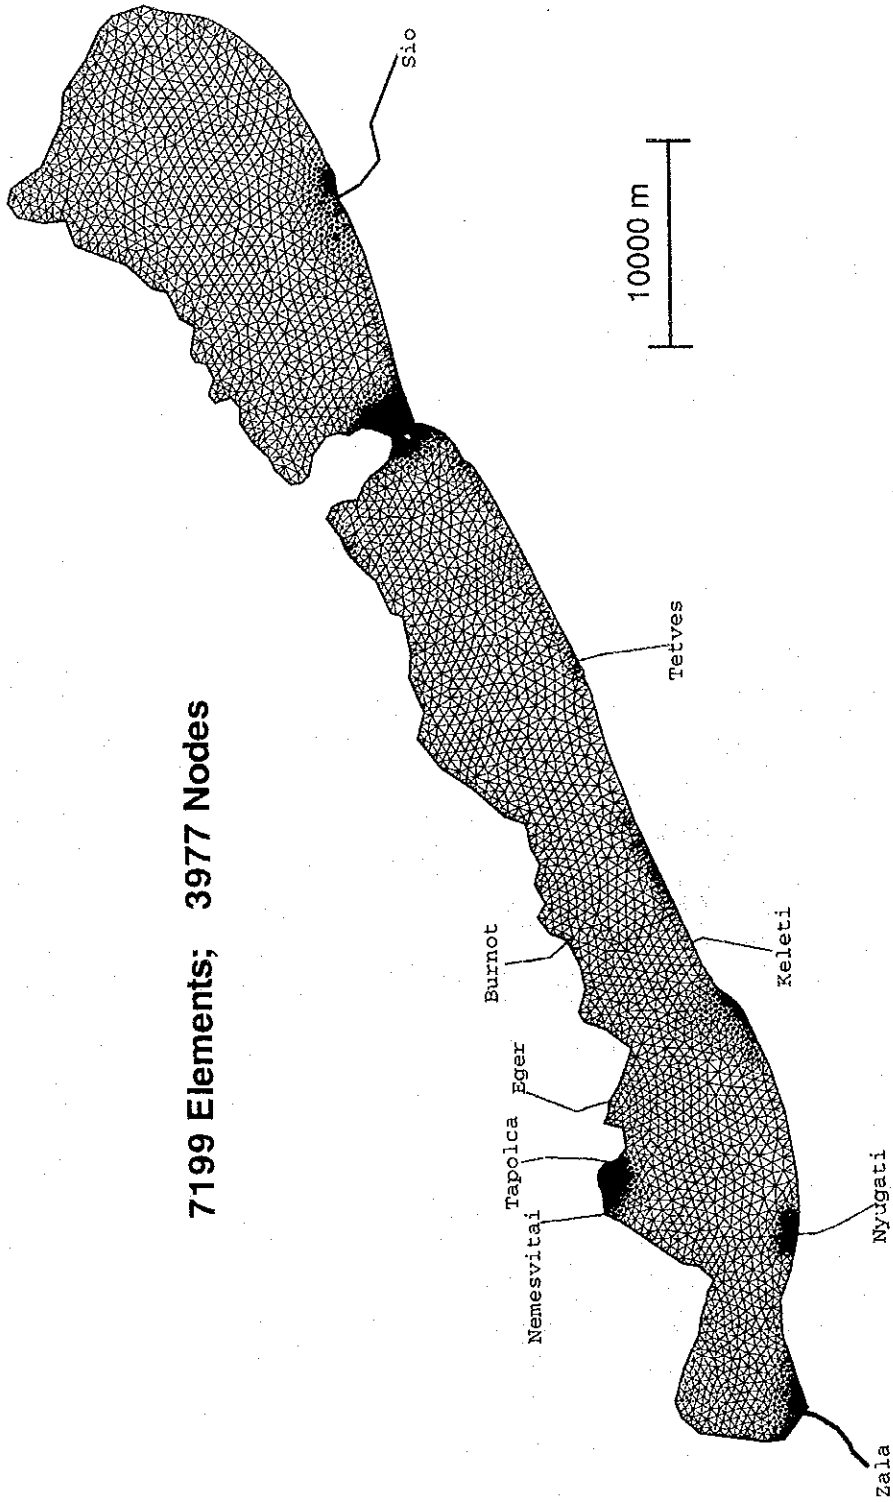 7199 Elements; 3977 Nodes
Sio
10000 m
Tetves
Burnot
Keleti
Eger
Tapolca
Nemesvitai
Nyugati
Zala